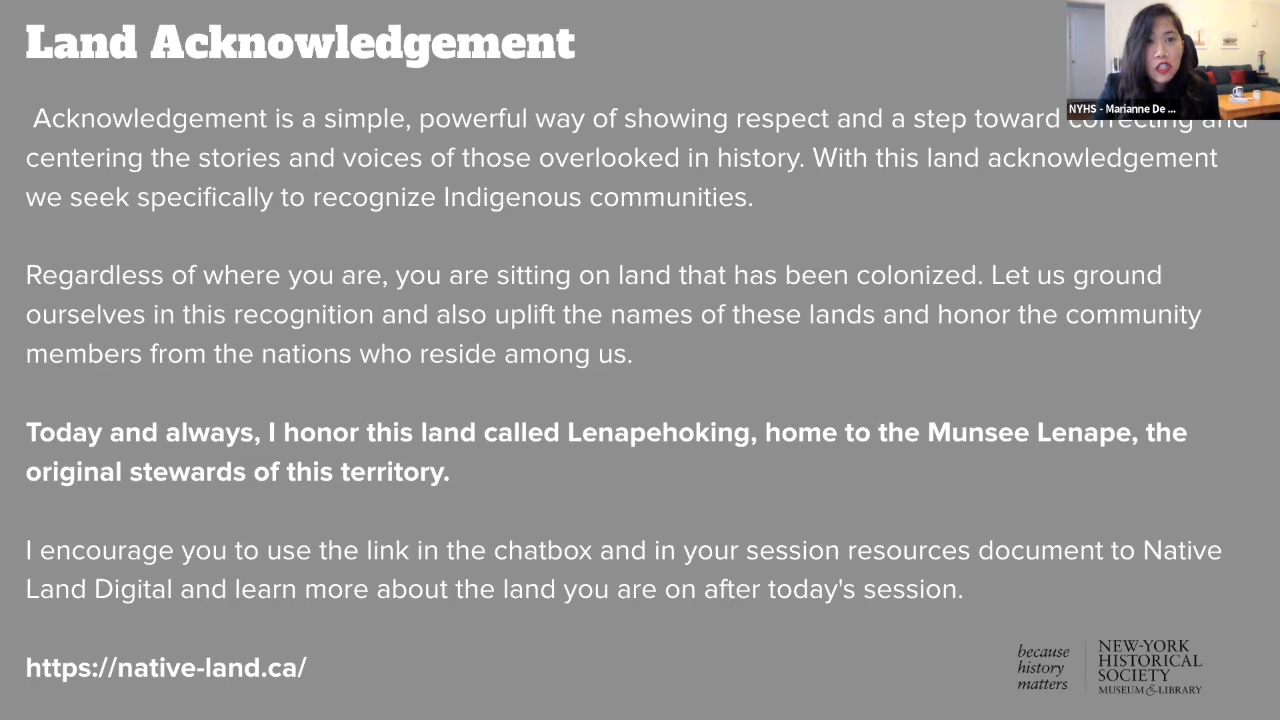 Land Acknowledgement
NYHS - Marianne De ...
Acknowledgement is a simple, powerful way of showing respect and a step toward correcting and
centering the stories and voices of those overlooked in history. With this land acknowledgement
we seek specifically to recognize Indigenous communities.
Regardless of where you are, you are sitting on land that has been colonized. Let us ground
ourselves in this recognition and also uplift the names of these lands and honor the community
members from the nations who reside among us.
Today and always, I honor this land called Lenapehoking, home to the Munsee Lenape, the
original stewards of this territory.
I encourage you to use the link in the chatbox and in your session resources document to Native
Land Digital and learn more about the land you are on after today's session.
https://native-land.ca/
because
history
matters
NEW-YORK
HISTORICAL
SOCIETY
MUSEUM & LIBRARY